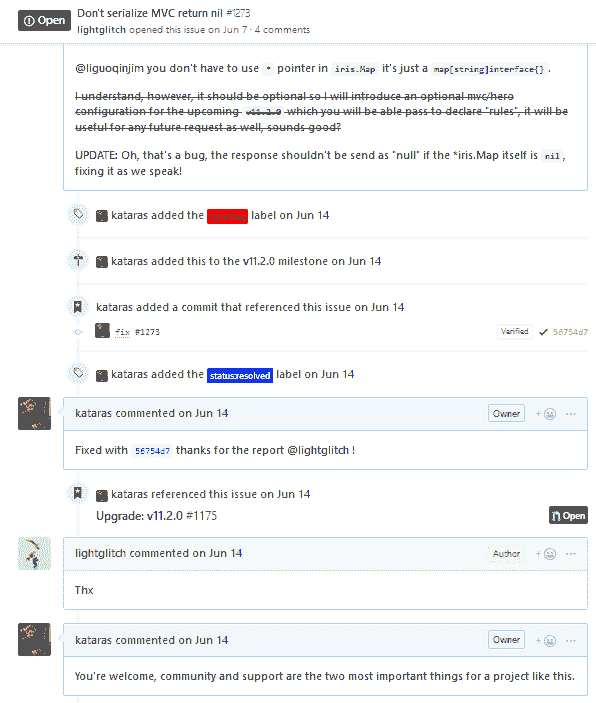 Open
Don't serialize MVC return nil #1273
lightglitch opened this issue on Jun 7 · 4 comments
@liguoqinjim you don't have to use * pointer in iris.Map it's just a map[string]interface{} .
I understand, however, it should be optional so I will introduce an optional mvc/hero
configuration for the upcoming v11.2.0 which you will be able pass to declare "rules", it will be
useful for any future request as well, sounds good?
UPDATE: Oh, that's a bug, the response shouldn't be send as "null" if the *iris.Map itself is nil ,
fixing it as we speak!
kataras added the label on Jun 14
kataras added this to the v11.2.0 milestone on Jun 14
kataras added a commit that referenced this issue on Jun 14
fix #1273 Verified 56754d7
kataras added the status:resolved label on Jun 14
kataras commented on Jun 14 Owner
Fixed with 56754d7 thanks for the report @lightglitch !
kataras referenced this issue on Jun 14
Upgrade: v11.2.0 #1175 Open
lightglitch commented on Jun 14 Author
Thx
kataras commented on Jun 14 Owner
You're welcome, community and support are the two most important things for a project like this.